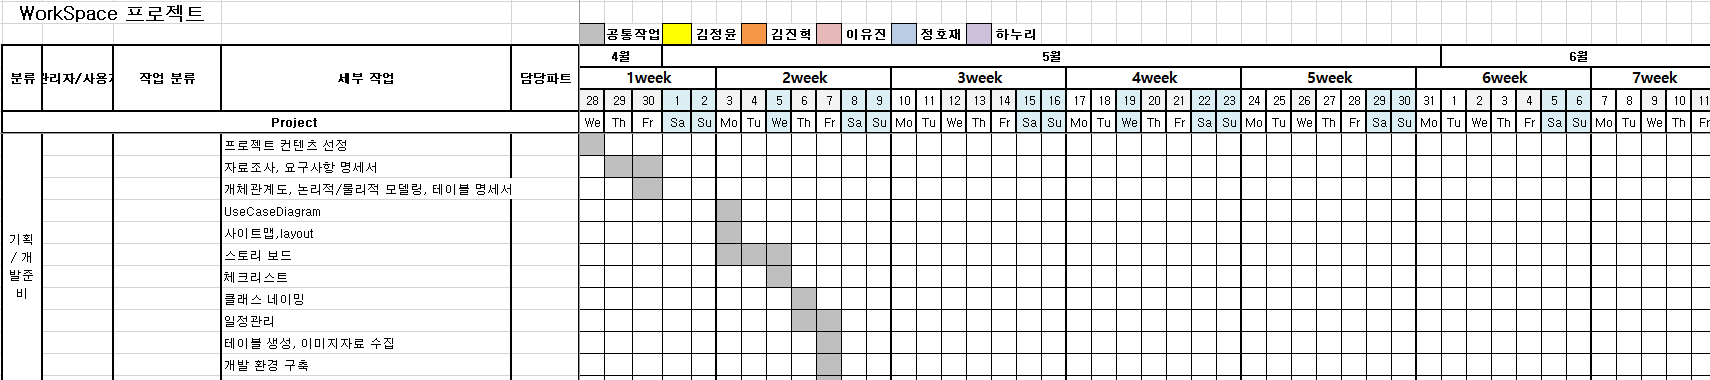 WorkSpace 프로젝트
공통작업 김정윤 김진혁 이유진 정호재 하누리
분류 관리자/사용자 작업 분류 세부 작업 담당파트
4월 5월 6월
1week 2week 3week 4week 5week 6week 7week
28 29 30 1 2 3 4 5 6 7 8 9 10 11 12 13 14 15 16 17 18 19 20 21 22 23 24 25 26 27 28 29 30 31 1 2 3 4 5 6 7 8 9 10 11
Project We Th Fr Sa Su Mo Tu We Th Fr Sa Su Mo Tu We Th Fr Sa Su Mo Tu We Th Fr Sa Su Mo Tu We Th Fr Sa Su Mo Tu We Th Fr Sa Su Mo Tu We Th Fr
기획
/ 개
발준
비
프로젝트 컨텐츠 선정
자료조사, 요구사항 명세서
개체관계도, 논리적/물리적 모델링, 테이블 명세서
UseCaseDiagram
사이트맵,layout
스토리 보드
체크리스트
클래스 네이밍
일정관리
테이블 생성, 이미지자료 수집
개발 환경 구축